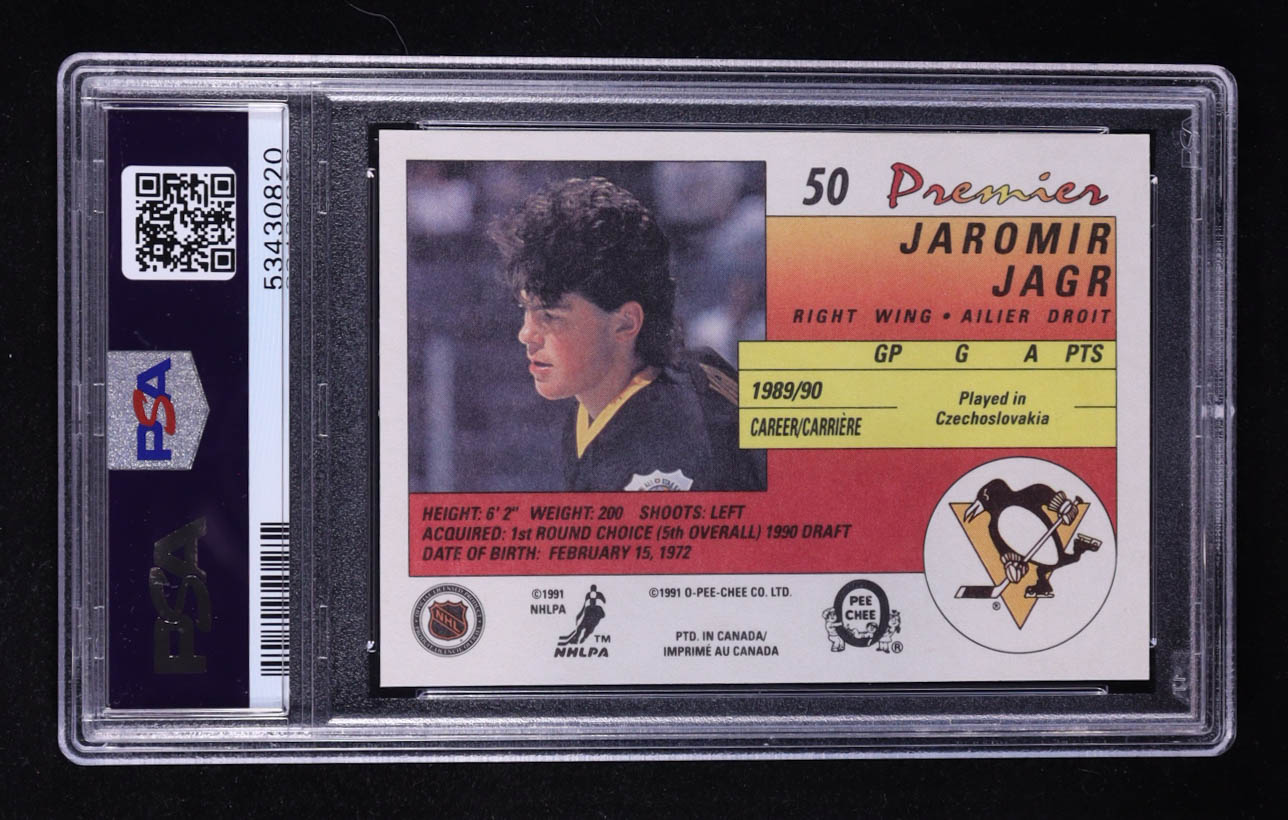 53430820
PSA
PSA
50 Premier
JAROMIR
JAGR
RIGHT WING • AILIER DROIT
GP G A PTS
1989/90
CAREER/CARRIÈRE
Played in
Czechoslovakia
HEIGHT: 6' 2" WEIGHT: 200 SHOOTS: LEFT
ACQUIRED: 1st ROUND CHOICE (5th OVERALL) 1990 DRAFT
DATE OF BIRTH: FEBRUARY 15, 1972
NHL
©1991
NHLPA
™
NHLPA
©1991 O-PEE-CHEE CO. LTD.
PTD. IN CANADA/
IMPRIMÉ AU CANADA
O
PEE
CHEE
®
®